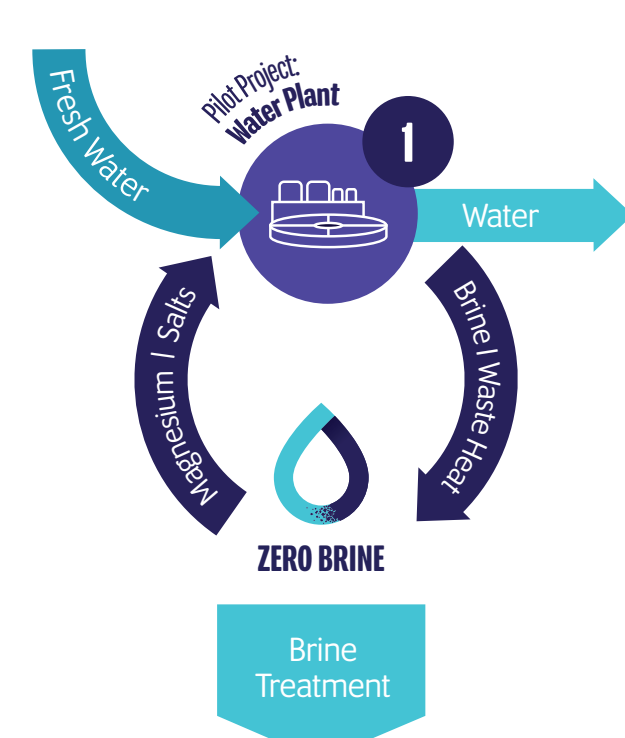 Fresh Water
Pilot Project:
Water Plant
1
Water
Magnesium | Salts
Brine | Waste Heat
ZERO BRINE
Brine
Treatment